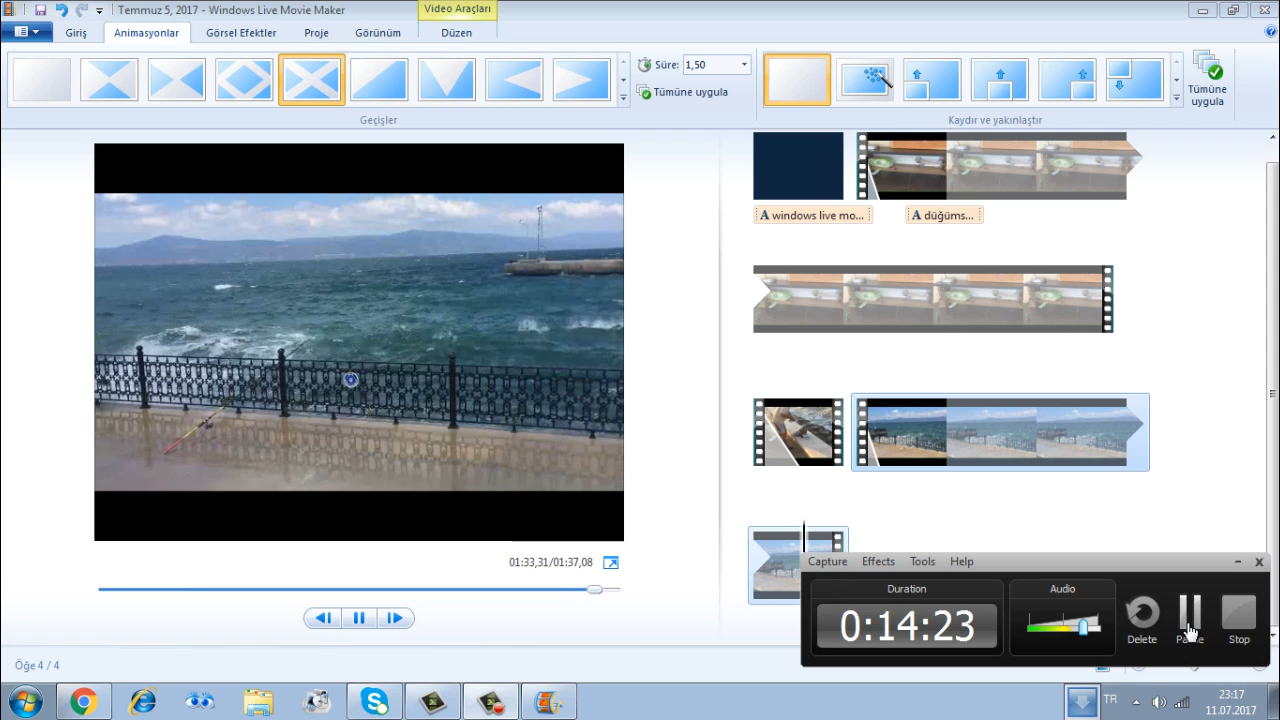 Temmuz 5, 2017 - Windows Live Movie Maker
Video Araçları
Giriş
Animasyonlar
Görsel Efektler
Proje
Görünüm
Düzen
Süre: 1,50
Tümüne uygula
Tümüne uygula
Geçişler
Kaydır ve yakınlaştır
A windows live mo...
A düğüms...
01:33,31/01:37,08
Capture Effects Tools Help
Duration
Audio
0:14:23
Delete
Stop
Öğe 4 / 4
TR
23:17
11.07.2017